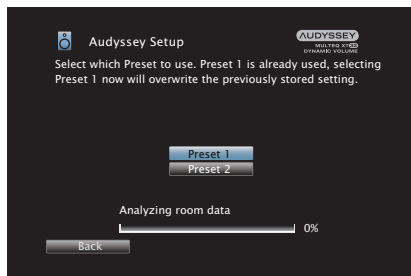 Audyssey Setup
AUDYSSEY
MULTEQ XT32
DYNAMIC VOLUME
Select which Preset to use. Preset 1 is already used, selecting
Preset 1 now will overwrite the previously stored setting.
Preset 1
Preset 2
Analyzing room data
0%
Back